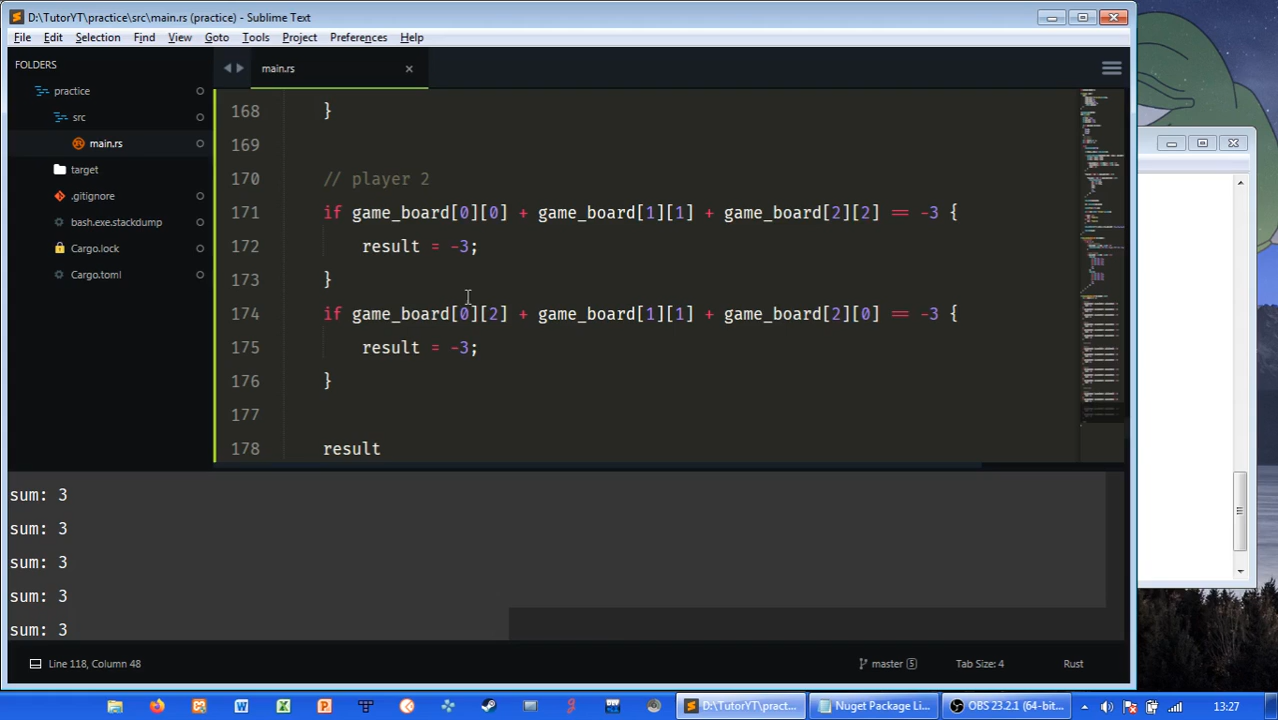 D:\TutorYT\practice\src\main.rs (practice) - Sublime Text
File Edit Selection Find View Goto Tools Project Preferences Help
FOLDERS
practice
src
main.rs
target
.gitignore
bash.exe.stackdump
Cargo.lock
Cargo.toml
main.rs
168 }
169
170 // player 2
171 if game_board[0][0] + game_board[1][1] + game_board[2][2] == -3 {
172 result = -3;
173 }
174 if game_board[0][2] + game_board[1][1] + game_board[2][0] == -3 {
175 result = -3;
176 }
177
178 result
sum: 3
sum: 3
sum: 3
sum: 3
sum: 3
Line 118, Column 48
master 5
Tab Size: 4
Rust
D:\TutorYT\pract...
Nuget Package Li...
OBS 23.2.1 (64-bit...
13:27